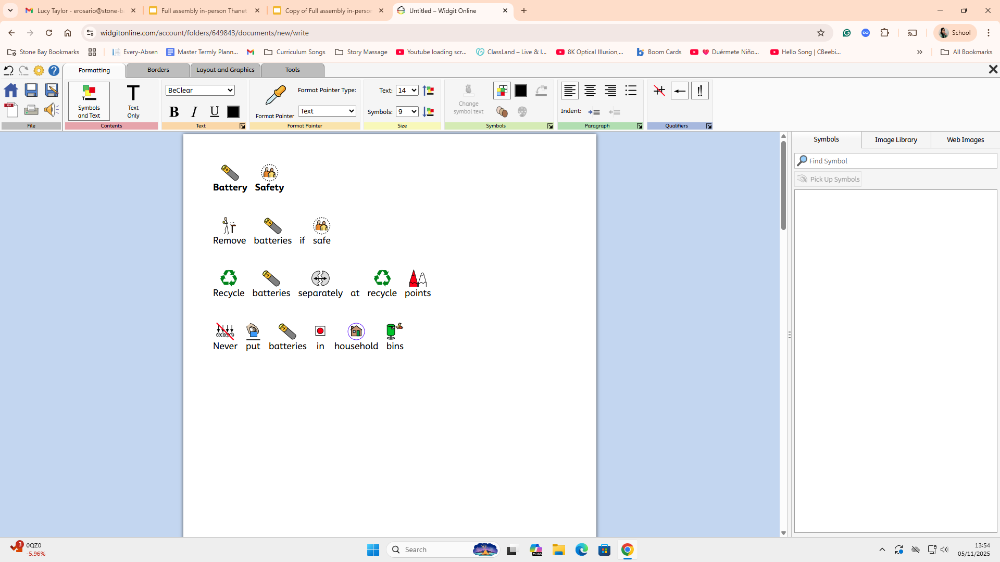 Lucy Taylor - erosario@stone-b
Full assembly in-person Thanet
Copy of Full assembly in-person
Untitled – Widgit Online
widgitonline.com/account/folders/649843/documents/new/write
School
Stone Bay Bookmarks
Every-Absen
Master Termly Plann...
Curriculum Songs
Story Massage
Youtube loading scr...
ClassLand – Live & I...
8K Optical Illusion,...
Boom Cards
Duérmete Niño...
Hello Song | CBeebi...
All Bookmarks
Formatting
Borders
Layout and Graphics
Tools
Symbols and Text
Text Only
BeClear
B I U
Format Painter
Format Painter Type:
Text
Text: 14
Symbols: 9
Change symbol text
Indent:
PDF
File
Contents
Text
Format Painter
Size
Symbols
Paragraph
Qualifiers
Symbols
Image Library
Web Images
Find Symbol
Pick Up Symbols
Battery Safety
Remove batteries if safe
Recycle batteries separately at recycle points
Never put batteries in household bins
3
0QZ0
-5.96%
Search
M365
13:54
05/11/2025